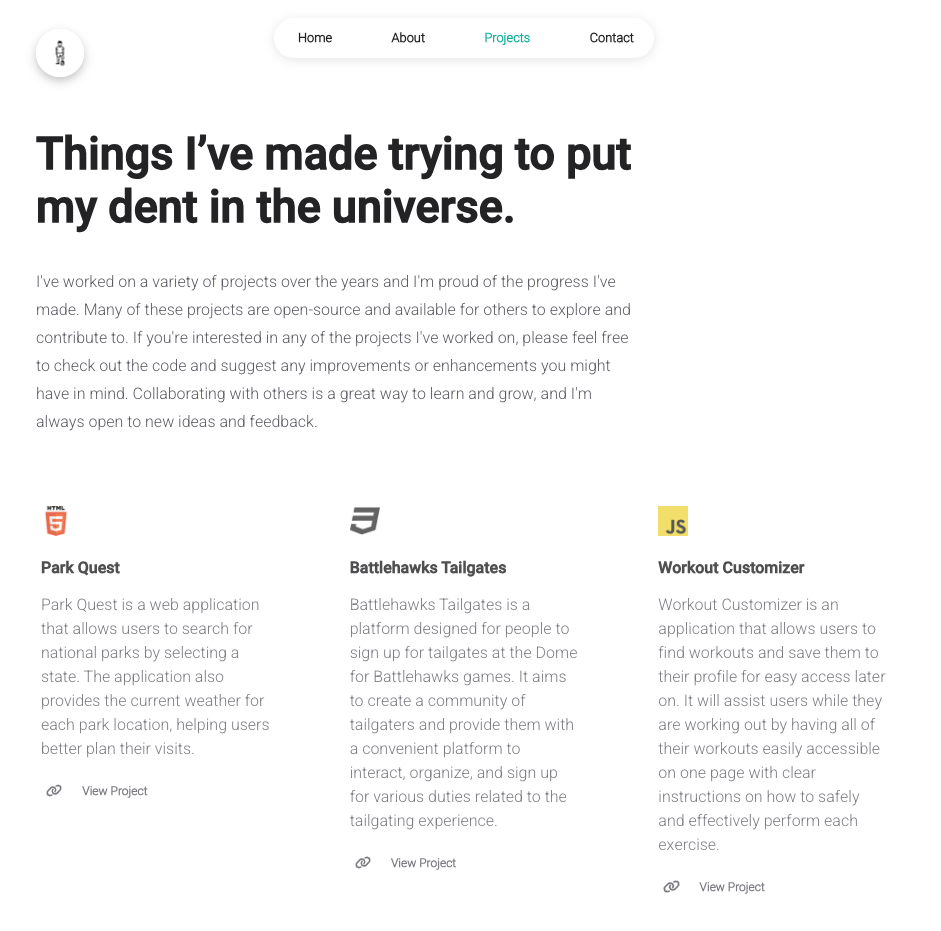 Home About Projects Contact
Things I’ve made trying to put
my dent in the universe.
I've worked on a variety of projects over the years and I'm proud of the progress I've
made. Many of these projects are open-source and available for others to explore and
contribute to. If you're interested in any of the projects I've worked on, please feel free
to check out the code and suggest any improvements or enhancements you might
have in mind. Collaborating with others is a great way to learn and grow, and I'm
always open to new ideas and feedback.
HTML
5
Park Quest
Park Quest is a web application
that allows users to search for
national parks by selecting a
state. The application also
provides the current weather for
each park location, helping users
better plan their visits.
View Project
3
Battlehawks Tailgates
Battlehawks Tailgates is a
platform designed for people to
sign up for tailgates at the Dome
for Battlehawks games. It aims
to create a community of
tailgaters and provide them with
a convenient platform to
interact, organize, and sign up
for various duties related to the
tailgating experience.
View Project
JS
Workout Customizer
Workout Customizer is an
application that allows users to
find workouts and save them to
their profile for easy access later
on. It will assist users while they
are working out by having all of
their workouts easily accessible
on one page with clear
instructions on how to safely
and effectively perform each
exercise.
View Project